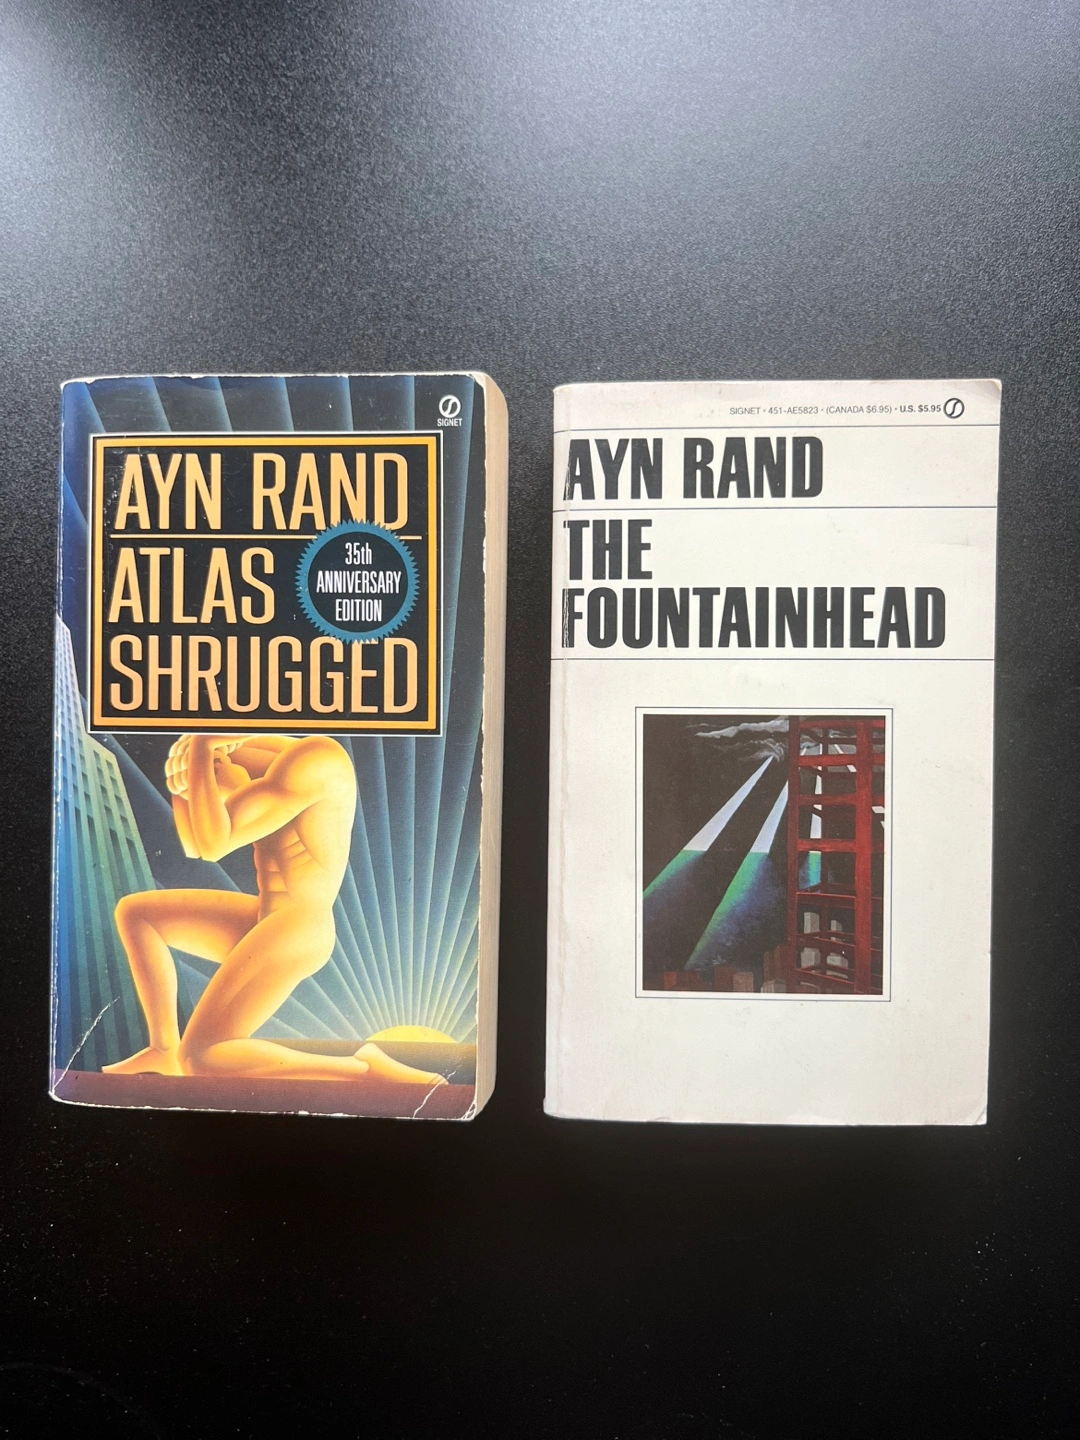 SIGNET
AYN RAND
ATLAS
SHRUGGED
35th
ANNIVERSARY
EDITION
SIGNET • 451-AE5823 • (CANADA $6.95) • U.S. $5.95
AYN RAND
THE
FOUNTAINHEAD